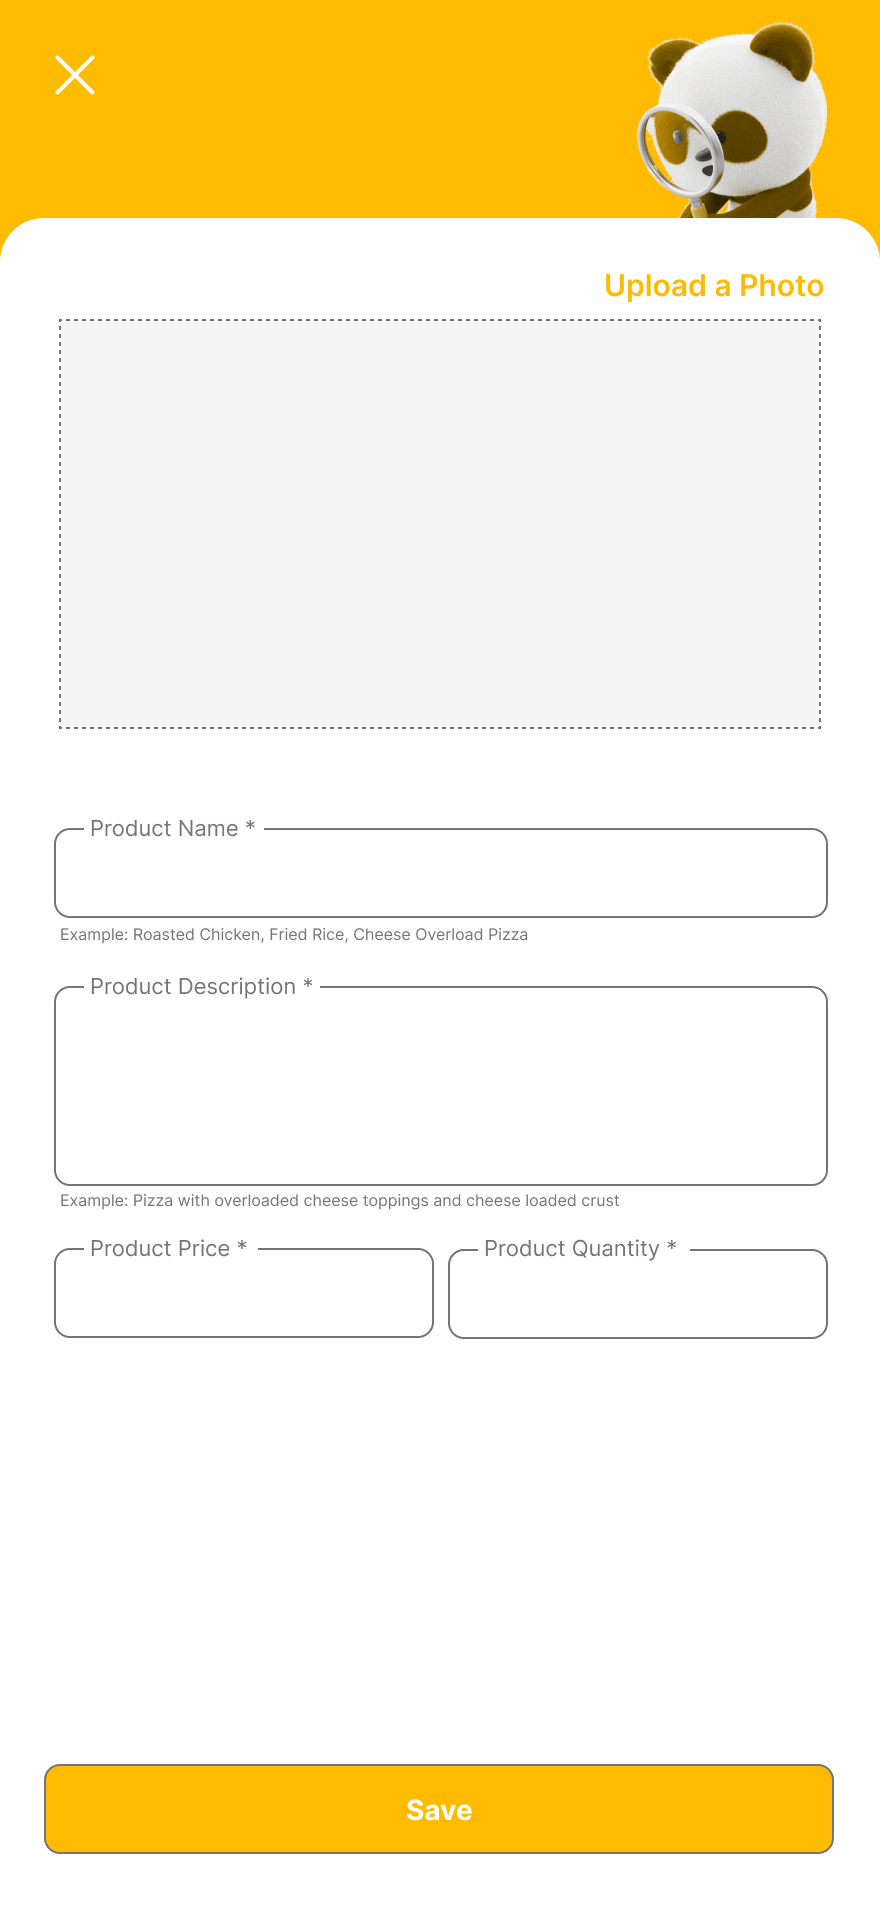 Upload a Photo
Product Name *
Example: Roasted Chicken, Fried Rice, Cheese Overload Pizza
Product Description *
Example: Pizza with overloaded cheese toppings and cheese loaded crust
Product Price *
Product Quantity *
Save